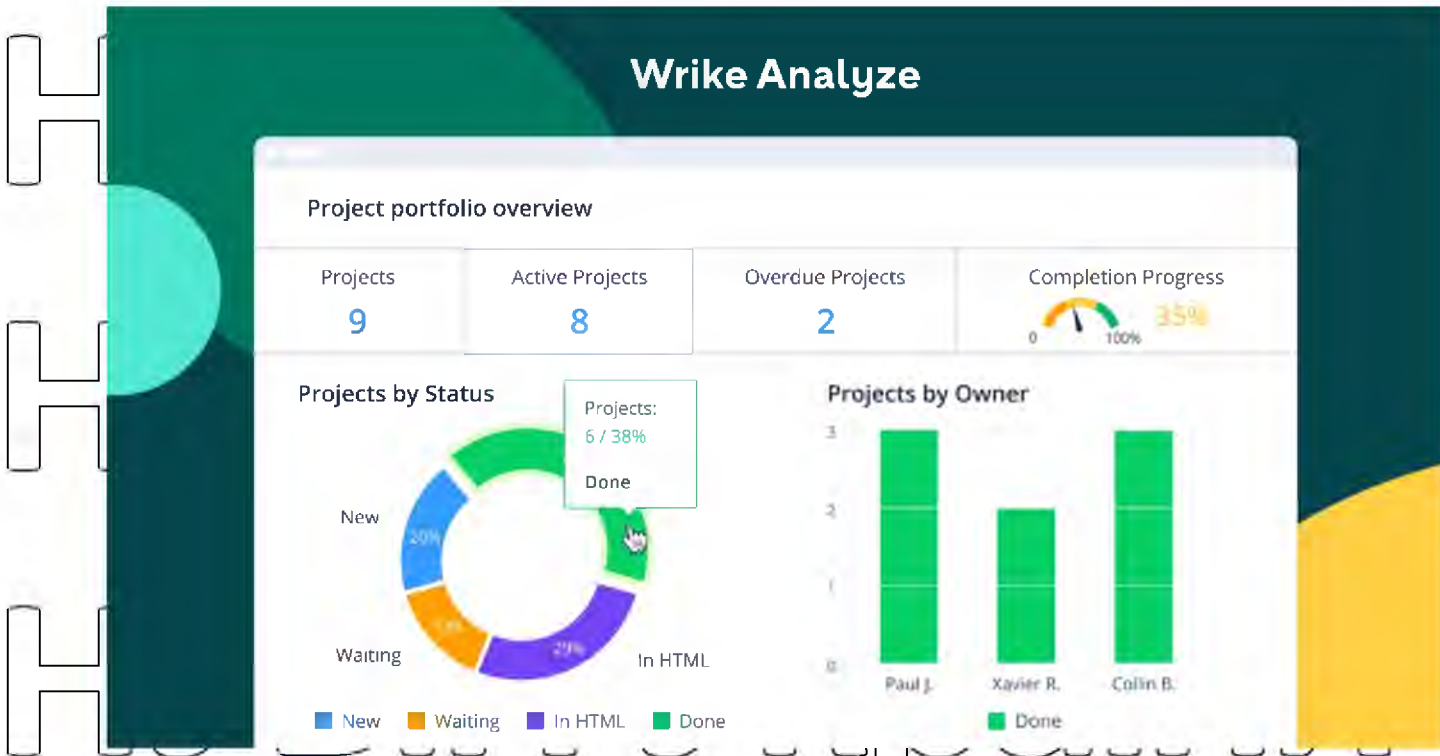 Wrike Analyze
Project portfolio overview
Projects
Active Projects
Overdue Projects
Completion Progress
9
8
2
0
100%
35%
Projects by Status
Projects:
6 / 38%
Done
New
20%
Waiting
29%
In HTML
New
Waiting
In HTML
Done
Projects by Owner
3
2
1
0
Paul J.
Xavier R.
Collin B.
Done